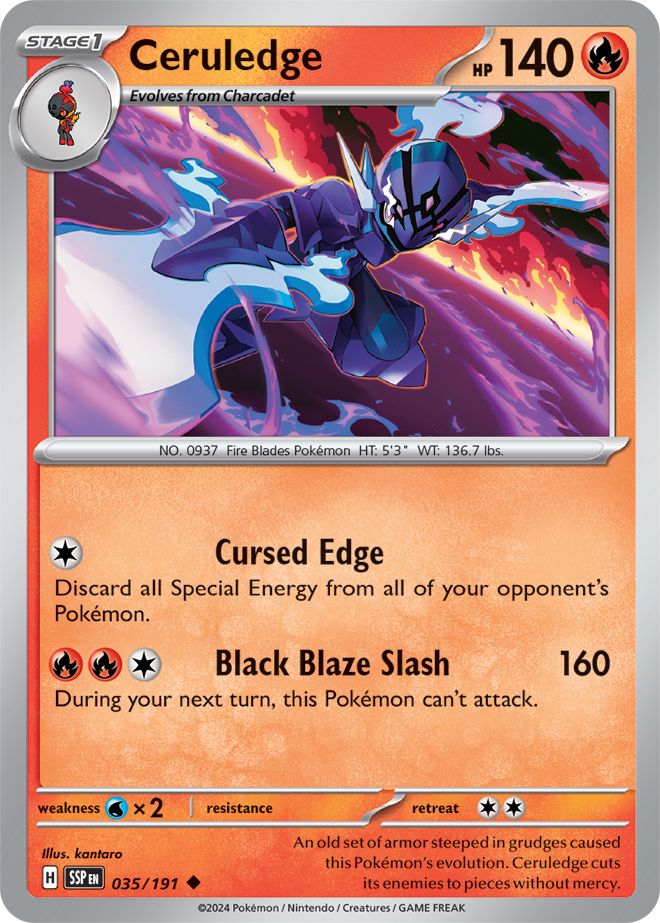 STAGE1
Ceruledge
HP 140
Evolves from Charcadet
NO. 0937 Fire Blades Pokémon HT: 5'3" WT: 136.7 lbs.
Cursed Edge
Discard all Special Energy from all of your opponent's
Pokémon.
Black Blaze Slash 160
During your next turn, this Pokémon can't attack.
weakness ×2 resistance retreat
An old set of armor steeped in grudges caused
this Pokémon's evolution. Ceruledge cuts
its enemies to pieces without mercy.
Illus. kantaro
H SSP EN 035/191
©2024 Pokémon / Nintendo / Creatures / GAME FREAK